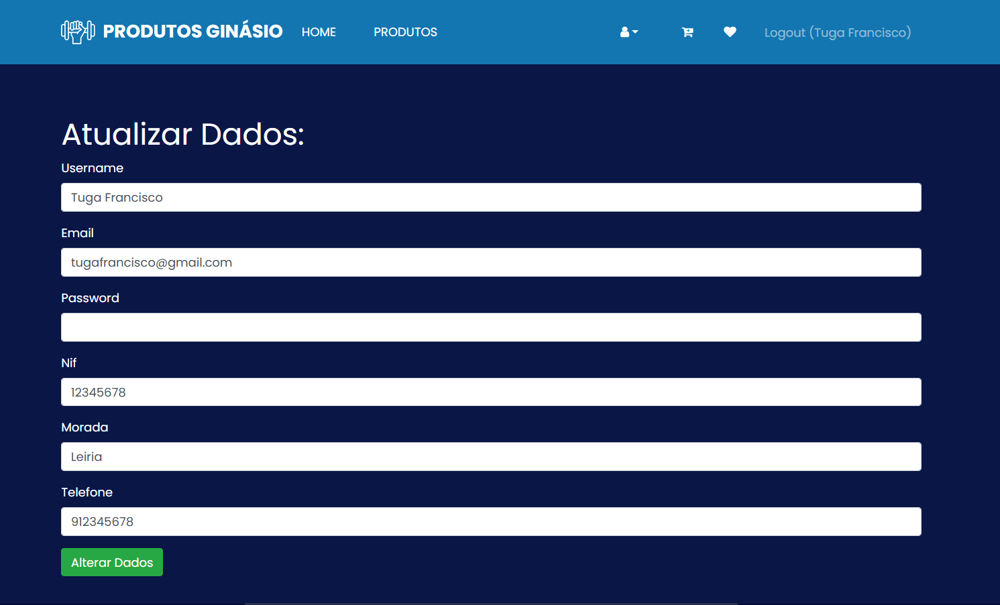 PRODUTOS GINÁSIO HOME PRODUTOS Logout (Tuga Francisco)
Atualizar Dados:
Username
Tuga Francisco
Email
tugafrancisco@gmail.com
Password
Nif
12345678
Morada
Leiria
Telefone
912345678
Alterar Dados